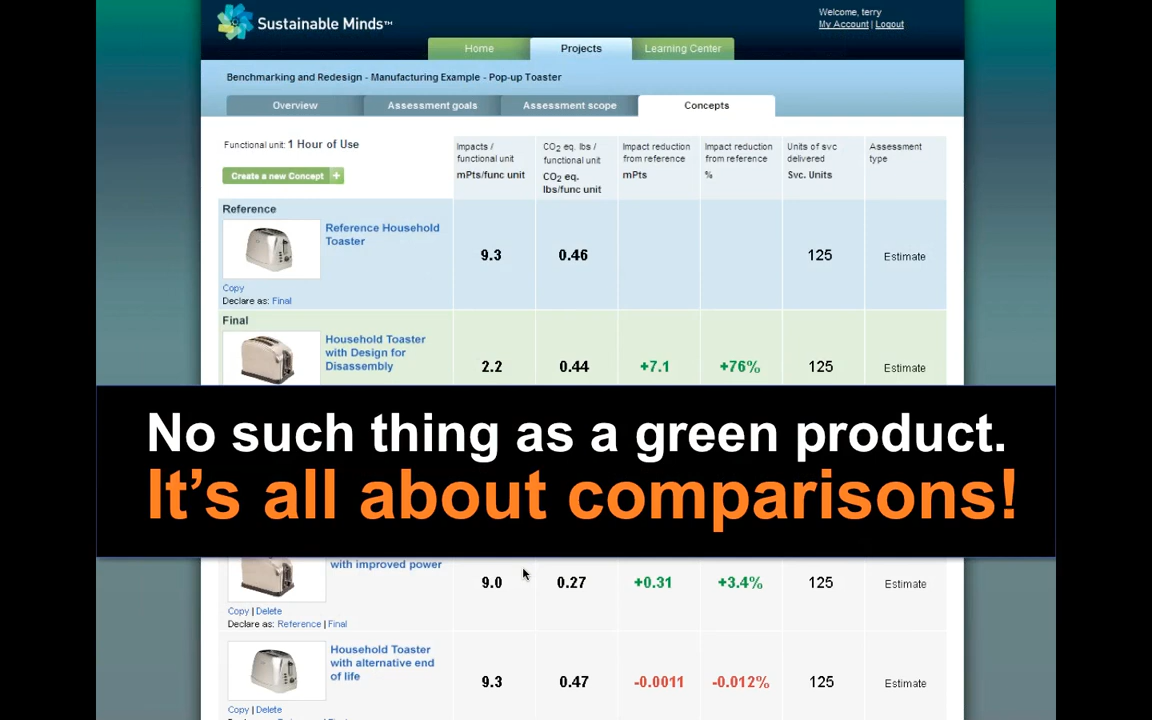 Sustainable Minds™
Welcome, terry
My Account | Logout
Home
Projects
Learning Center
Benchmarking and Redesign - Manufacturing Example - Pop-up Toaster
Overview
Assessment goals
Assessment scope
Concepts
Functional unit: 1 Hour of Use
Create a new Concept +
Impacts /
functional unit
mPts/func unit
CO2 eq. lbs /
functional unit
CO2 eq.
lbs/func unit
Impact reduction
from reference
mPts
Impact reduction
from reference
%
Units of svc
delivered
Svc. Units
Assessment
type
Reference
Reference Household
Toaster
9.3
0.46
125
Estimate
Copy
Declare as: Final
Final
Household Toaster
with Design for
Disassembly
2.2
0.44
+7.1
+76%
125
Estimate
No such thing as a green product.
It's all about comparisons!
with improved power
9.0
0.27
+0.31
+3.4%
125
Estimate
Copy | Delete
Declare as: Reference | Final
Household Toaster
with alternative end
of life
9.3
0.47
-0.0011
-0.012%
125
Estimate
Copy | Delete